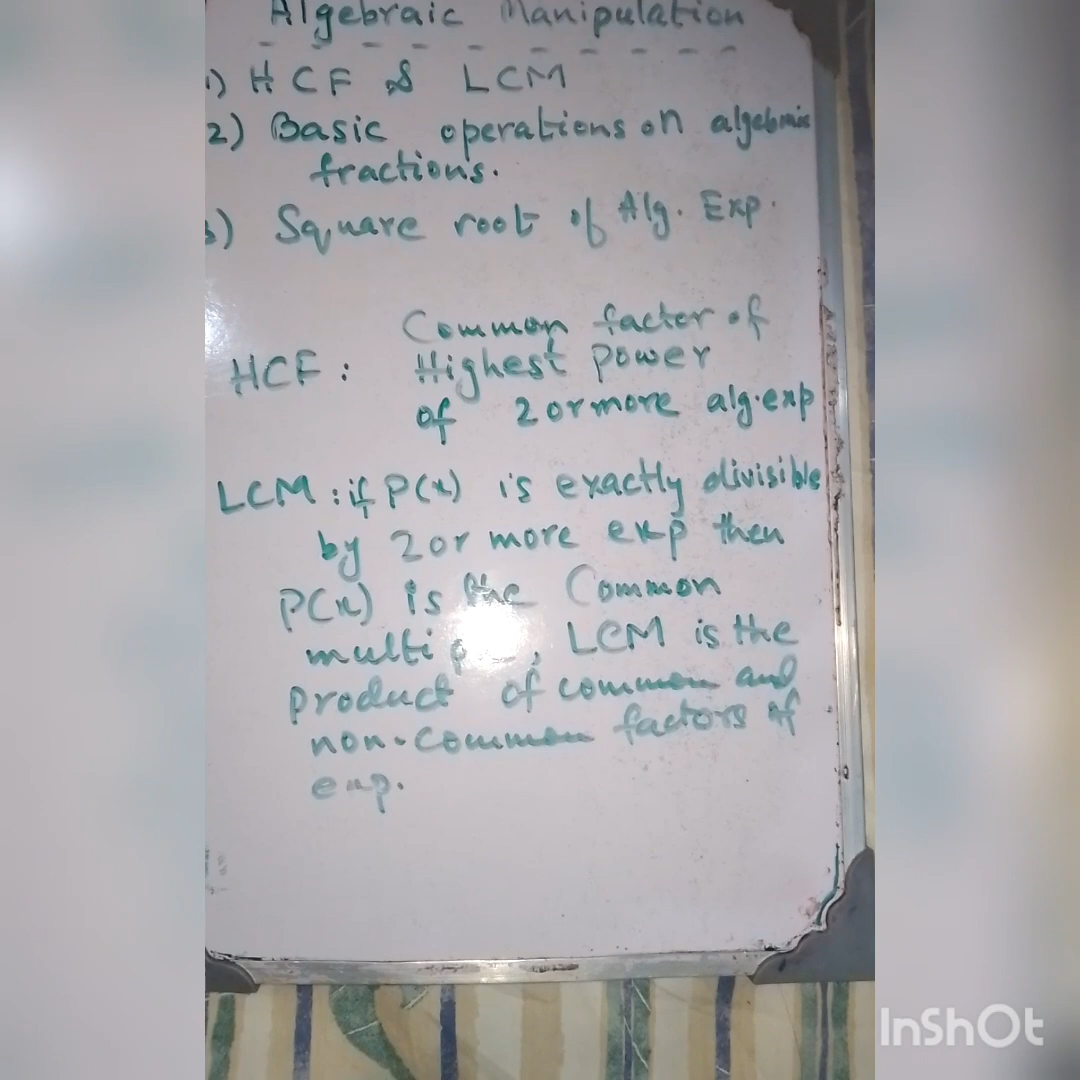 Algebraic Manipulation
1) HCF & LCM
2) Basic operations on algebraic
fractions.
3) Square root of Alg. Exp.
Common factor of
HCF : Highest power
of 2 or more alg.exp
LCM : if P(x) is exactly divisible
by 2 or more exp then
P(x) is the Common
LCM is the
product of common and
non-common factors of
exp.
InShOt